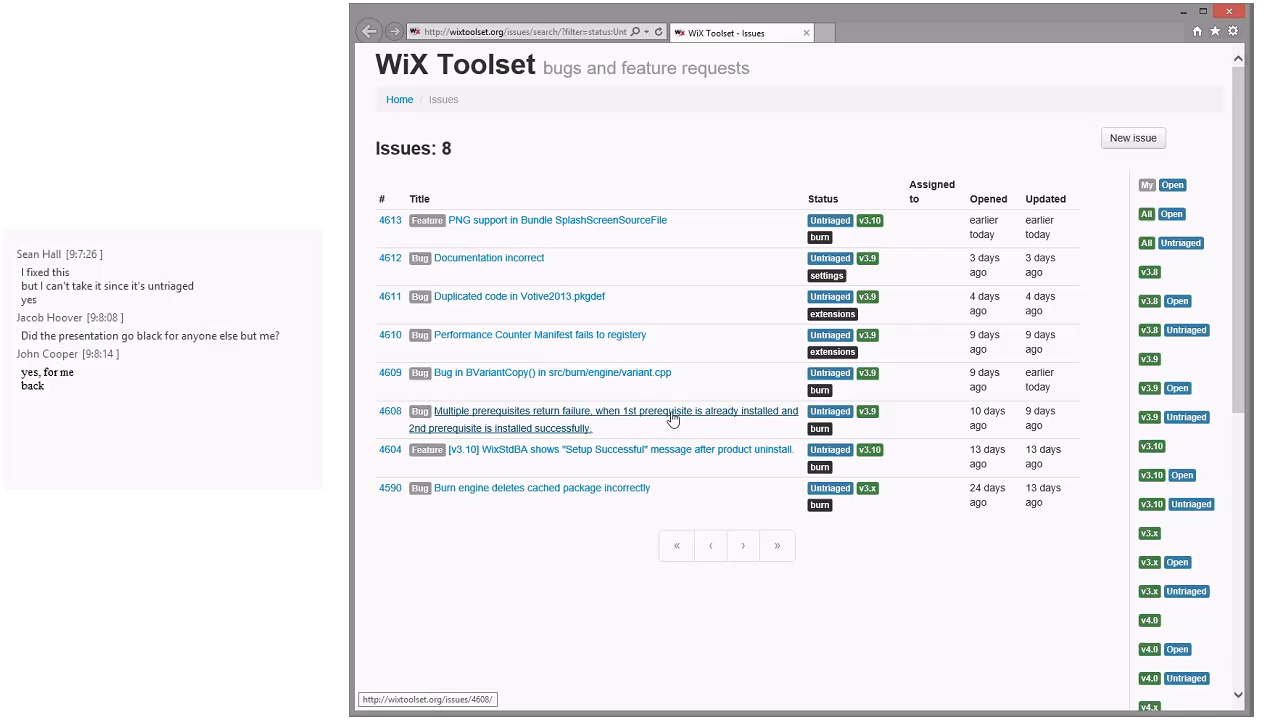 Sean Hall [9:7:26 ]
I fixed this
but I can't take it since it's untriaged
yes
Jacob Hoover [9:8:08 ]
Did the presentation go black for anyone else but me?
John Cooper [9:8:14 ]
yes, for me
back
http://wixtoolset.org/issues/search/?filter=status:Unt
WiX Toolset - Issues
WiX Toolset bugs and feature requests
Home / Issues
New issue
Issues: 8
# Title Status Assigned to Opened Updated
4613 Feature PNG support in Bundle SplashScreenSourceFile Untriaged v3.10 earlier earlier
burn today today
4612 Bug Documentation incorrect Untriaged v3.9 3 days 3 days
settings ago ago
4611 Bug Duplicated code in Votive2013.pkgdef Untriaged v3.9 4 days 4 days
extensions ago ago
4610 Bug Performance Counter Manifest fails to registery Untriaged v3.9 9 days 9 days
extensions ago ago
4609 Bug Bug in BVariantCopy() in src/burn/engine/variant.cpp Untriaged v3.9 9 days earlier
burn ago today
4608 Bug Multiple prerequisites return failure, when 1st prerequisite is already installed and Untriaged v3.9 10 days 9 days
2nd prerequisite is installed successfully. burn ago ago
4604 Feature [v3.10] WixStdBA shows "Setup Successful" message after product uninstall. Untriaged v3.10 13 days 13 days
burn ago ago
4590 Bug Burn engine deletes cached package incorrectly Untriaged v3.x 24 days 13 days
burn ago ago
« ‹ › »
My Open
All Open
All Untriaged
v3.8
v3.8 Open
v3.8 Untriaged
v3.9
v3.9 Open
v3.9 Untriaged
v3.10
v3.10 Open
v3.10 Untriaged
v3.x
v3.x Open
v3.x Untriaged
v4.0
v4.0 Open
v4.0 Untriaged
v4.x
http://wixtoolset.org/issues/4608/